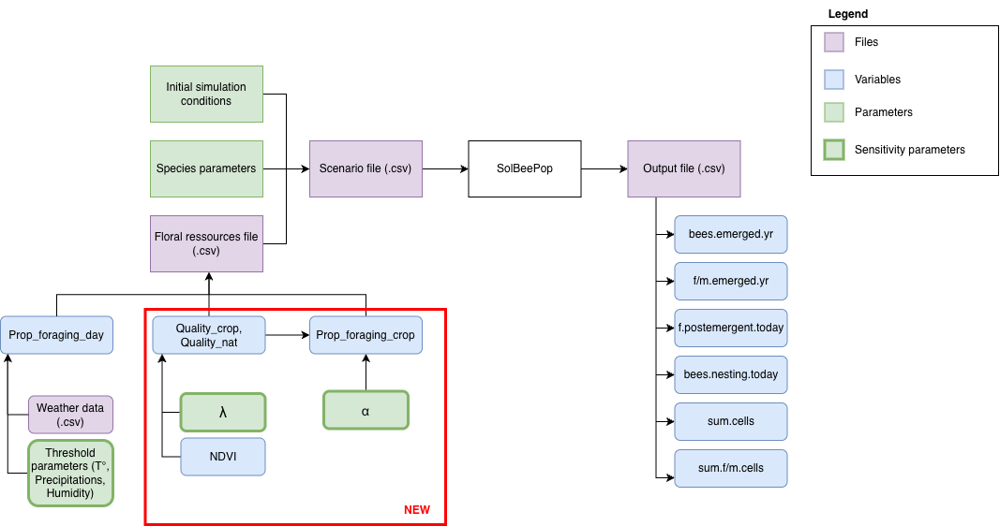 Legend
Files
Variables
Parameters
Sensitivity parameters
Initial simulation
conditions
Species parameters
Scenario file (.csv)
SolBeePop
Output file (.csv)
Floral ressources file
(.csv)
bees.emerged.yr
f/m.emerged.yr
f.postemergent.today
bees.nesting.today
sum.cells
sum.f/m.cells
Prop_foraging_day
Quality_crop,
Quality_nat
Prop_foraging_crop
Weather data
(.csv)
Threshold
parameters (T°,
Precipitations,
Humidity)
λ
α
NDVI
NEW